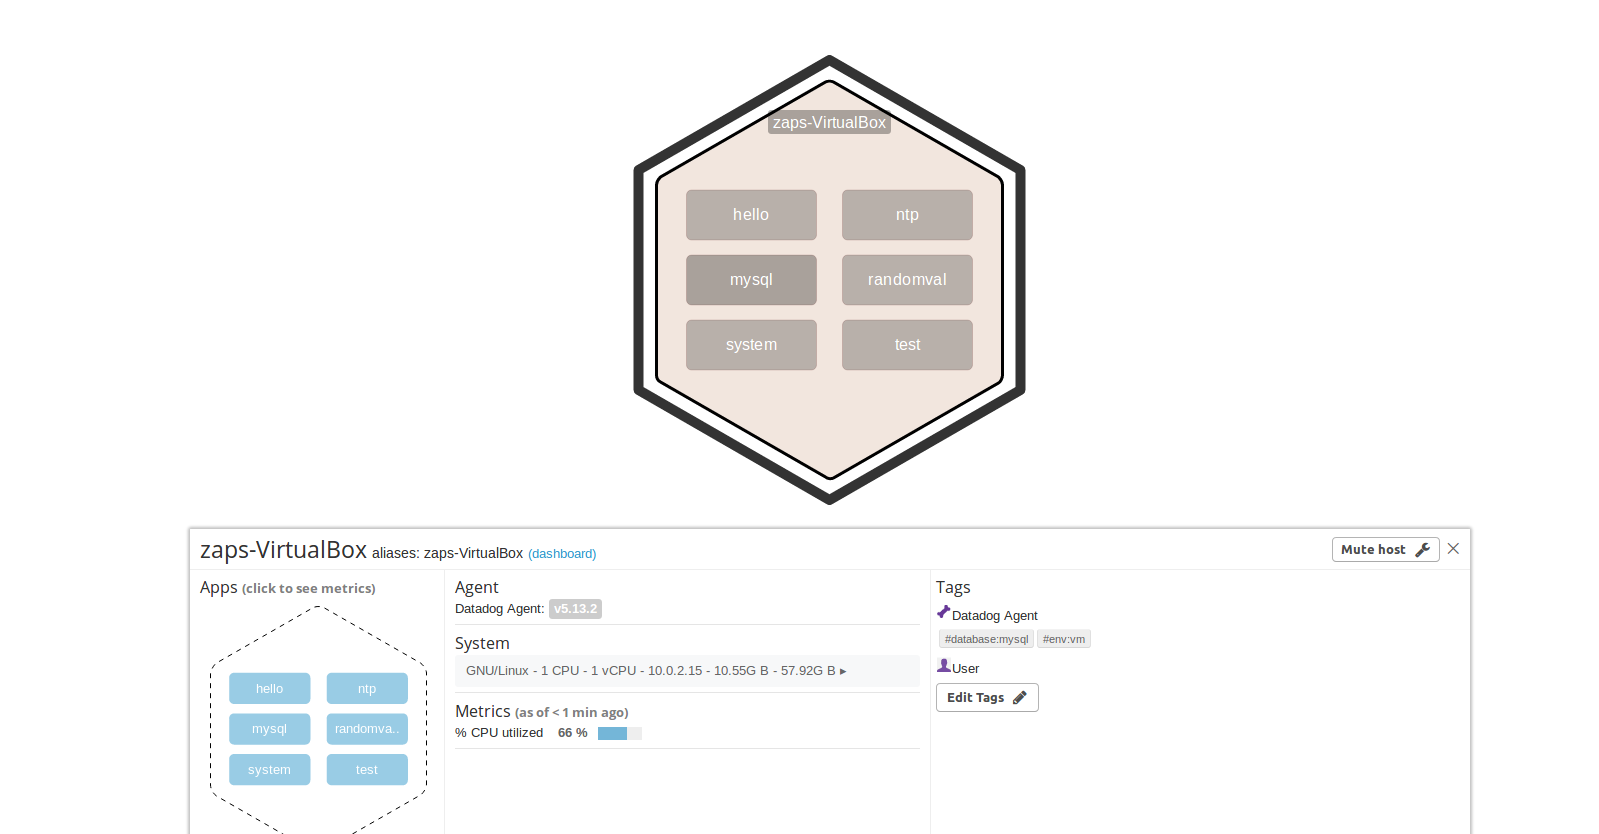 zaps-VirtualBox
hello ntp
mysql randomval
system test
zaps-VirtualBox aliases: zaps-VirtualBox (dashboard)
Mute host
Apps (click to see metrics)
hello ntp
mysql randomva..
system test
Agent
Datadog Agent: v5.13.2
System
GNU/Linux - 1 CPU - 1 vCPU - 10.0.2.15 - 10.55G B - 57.92G B ▸
Metrics (as of < 1 min ago)
% CPU utilized 66 %
Tags
Datadog Agent
#database:mysql #env:vm
User
Edit Tags